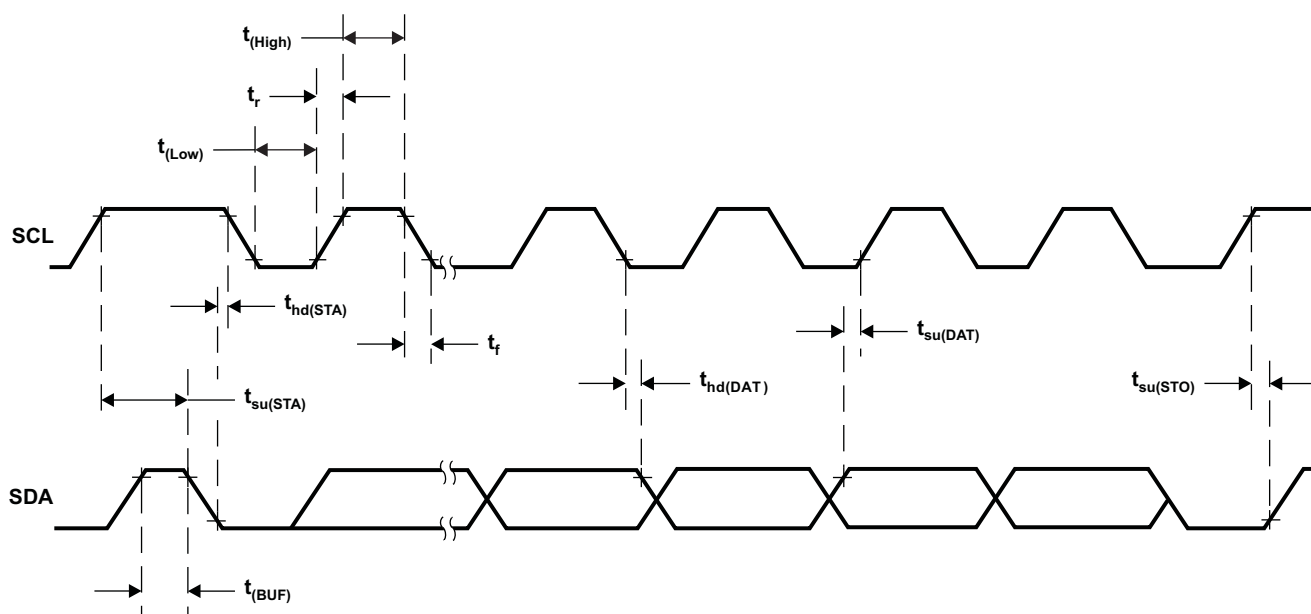 t(High)
tr
t(Low)
SCL
thd(STA)
tf
tsu(DAT)
thd(DAT)
tsu(STA)
tsu(STO)
SDA
t(BUF)